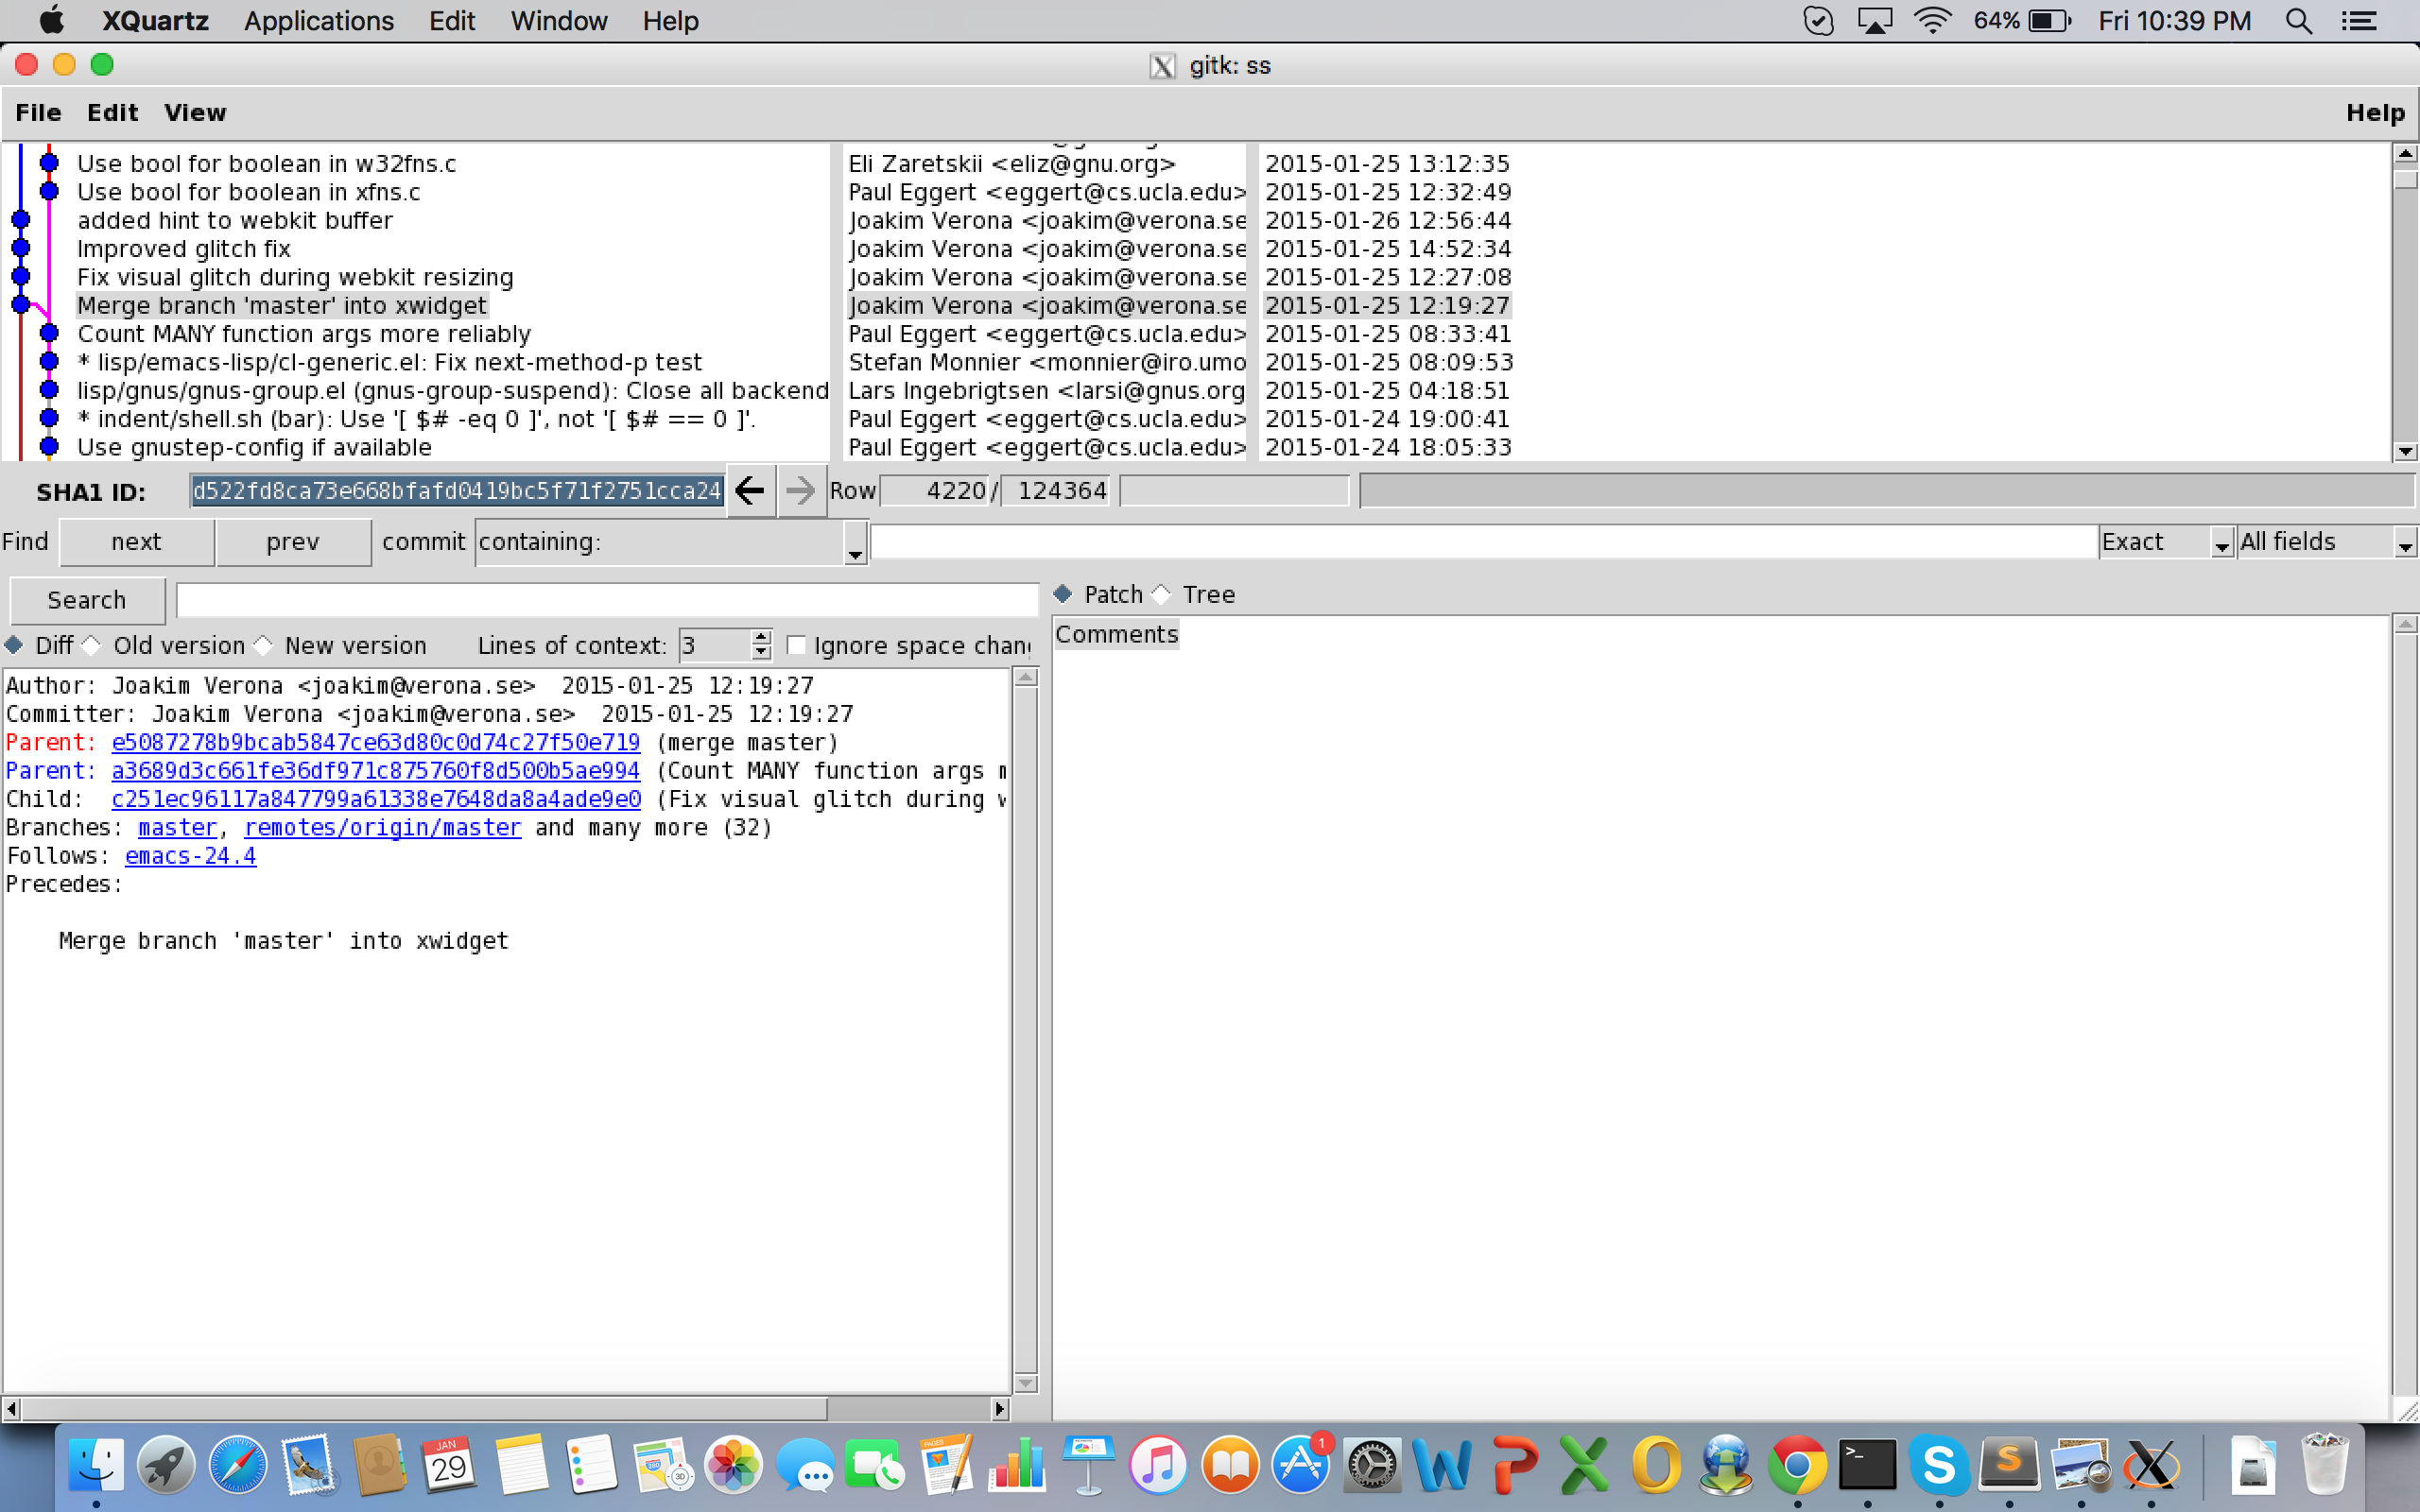 XQuartz Applications Edit Window Help 64% Fri 10:39 PM
gitk: ss
File Edit View Help
Use bool for boolean in w32fns.c Eli Zaretskii <eliz@gnu.org> 2015-01-25 13:12:35
Use bool for boolean in xfns.c Paul Eggert <eggert@cs.ucla.edu> 2015-01-25 12:32:49
added hint to webkit buffer Joakim Verona <joakim@verona.se 2015-01-26 12:56:44
Improved glitch fix Joakim Verona <joakim@verona.se 2015-01-25 14:52:34
Fix visual glitch during webkit resizing Joakim Verona <joakim@verona.se 2015-01-25 12:27:08
Merge branch 'master' into xwidget Joakim Verona <joakim@verona.se 2015-01-25 12:19:27
Count MANY function args more reliably Paul Eggert <eggert@cs.ucla.edu> 2015-01-25 08:33:41
* lisp/emacs-lisp/cl-generic.el: Fix next-method-p test Stefan Monnier <monnier@iro.umo 2015-01-25 08:09:53
lisp/gnus/gnus-group.el (gnus-group-suspend): Close all backend Lars Ingebrigtsen <larsi@gnus.org 2015-01-25 04:18:51
* indent/shell.sh (bar): Use '[ $# -eq 0 ]', not '[ $# == 0 ]'. Paul Eggert <eggert@cs.ucla.edu> 2015-01-24 19:00:41
Use gnustep-config if available Paul Eggert <eggert@cs.ucla.edu> 2015-01-24 18:05:33
SHA1 ID: d522fd8ca73e668bfafd0419bc5f71f2751cca24 Row 4220 / 124364
Find next prev commit containing: Exact All fields
Search Patch Tree
Diff Old version New version Lines of context: 3 Ignore space chan
Comments
Author: Joakim Verona <joakim@verona.se> 2015-01-25 12:19:27
Committer: Joakim Verona <joakim@verona.se> 2015-01-25 12:19:27
Parent: e5087278b9bcab5847ce63d80c0d74c27f50e719 (merge master)
Parent: a3689d3c661fe36df971c875760f8d500b5ae994 (Count MANY function args
Child: c251ec96117a847799a61338e7648da8a4ade9e0 (Fix visual glitch during
Branches: master, remotes/origin/master and many more (32)
Follows: emacs-24.4
Precedes:
Merge branch 'master' into xwidget
JAN
29
PAGES
280
3D
1